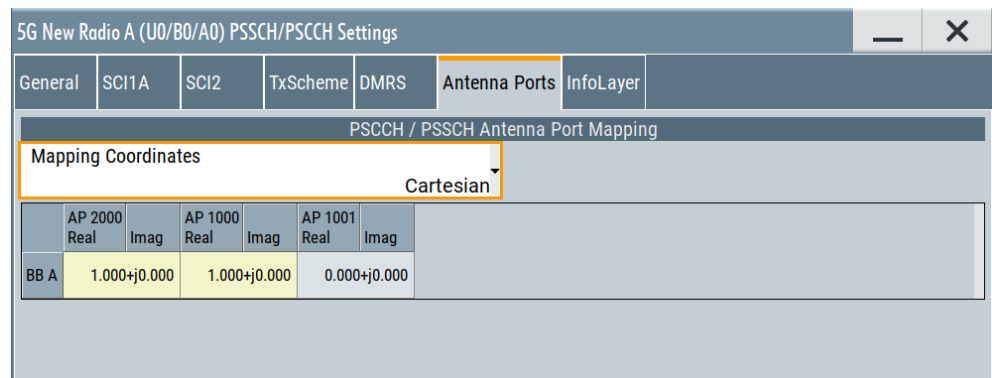 5G New Radio A (U0/B0/A0) PSSCH/PSCCH Settings
General SCI1A SCI2 TxScheme DMRS Antenna Ports InfoLayer
PSCCH / PSSCH Antenna Port Mapping
Mapping Coordinates
Cartesian
AP 2000 AP 1000 AP 1001
Real Imag Real Imag Real Imag
BB A 1.000+j0.000 1.000+j0.000 0.000+j0.000